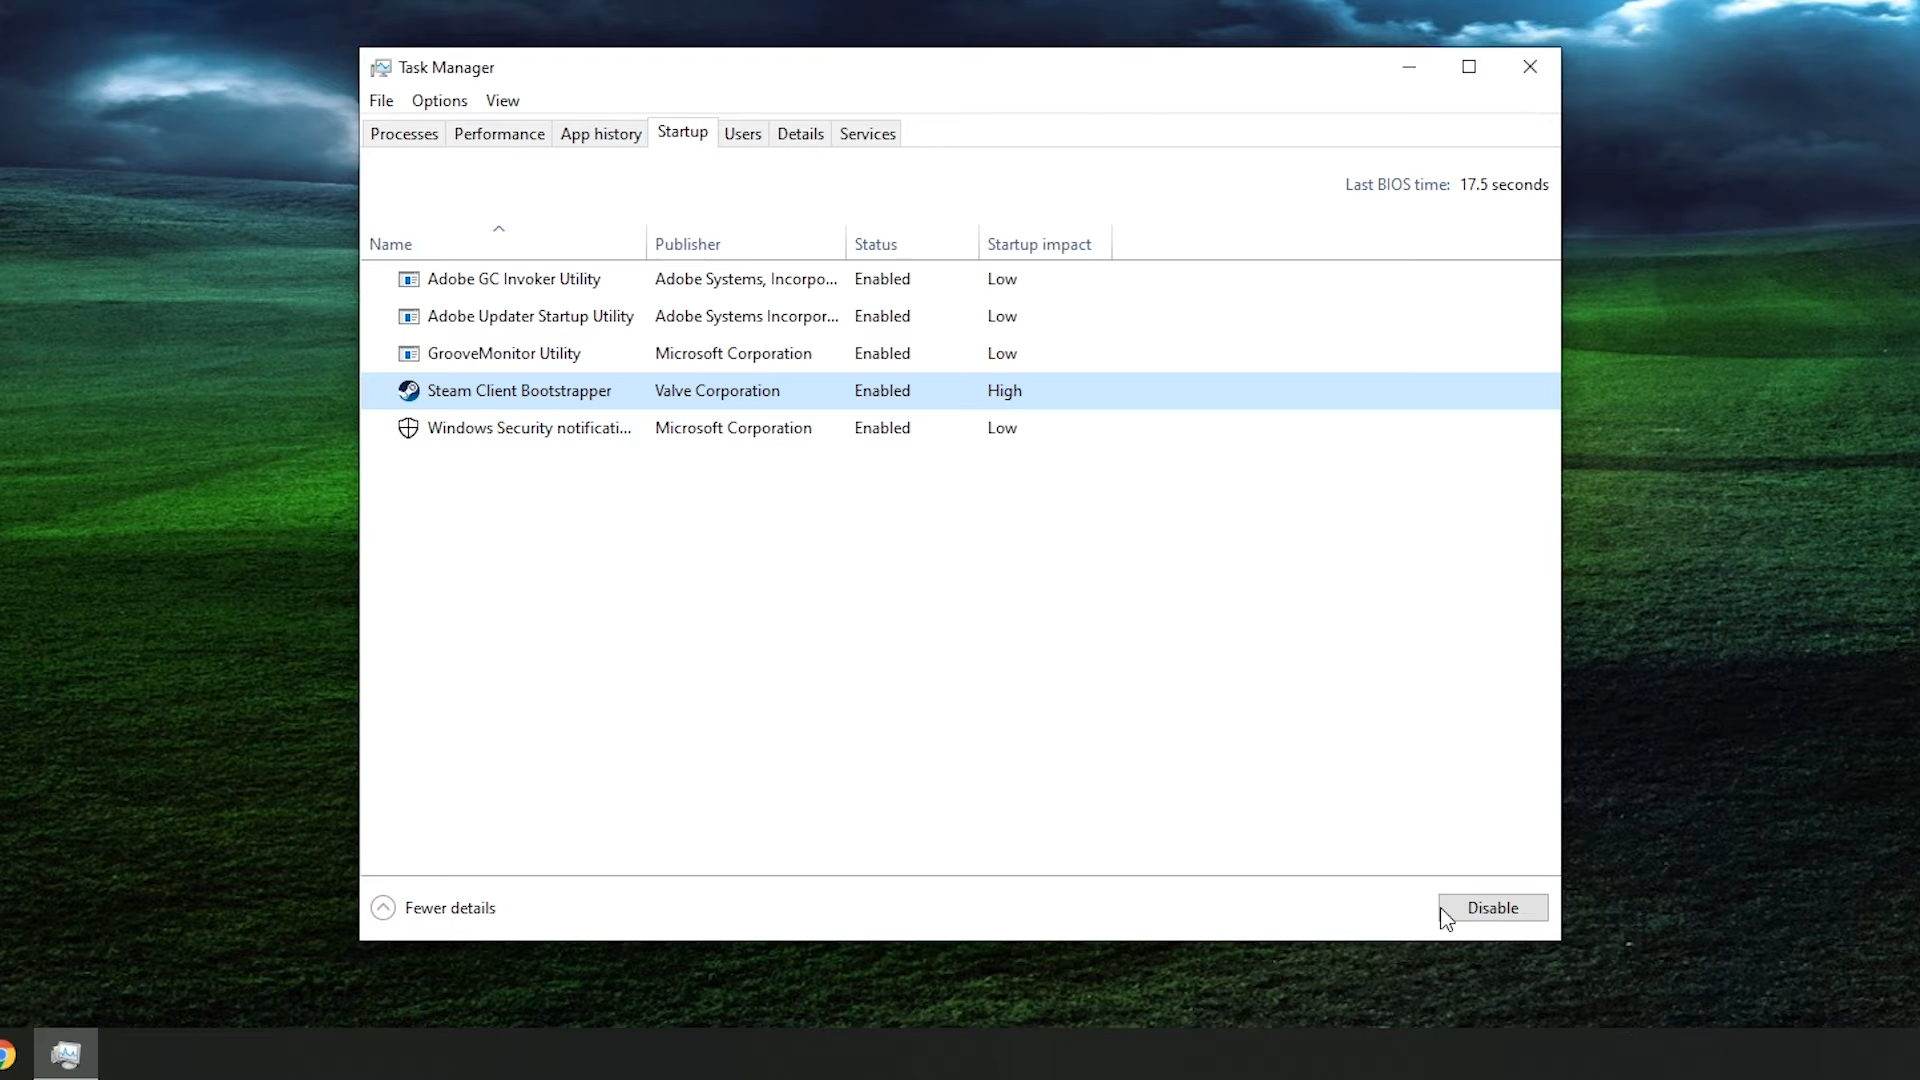 Task Manager
File Options View
Processes Performance App history Startup Users Details Services
Last BIOS time: 17.5 seconds
Name Publisher Status Startup impact
Adobe GC Invoker Utility Adobe Systems, Incorpo... Enabled Low
Adobe Updater Startup Utility Adobe Systems Incorpor... Enabled Low
GrooveMonitor Utility Microsoft Corporation Enabled Low
Steam Client Bootstrapper Valve Corporation Enabled High
Windows Security notificati... Microsoft Corporation Enabled Low
Fewer details Disable